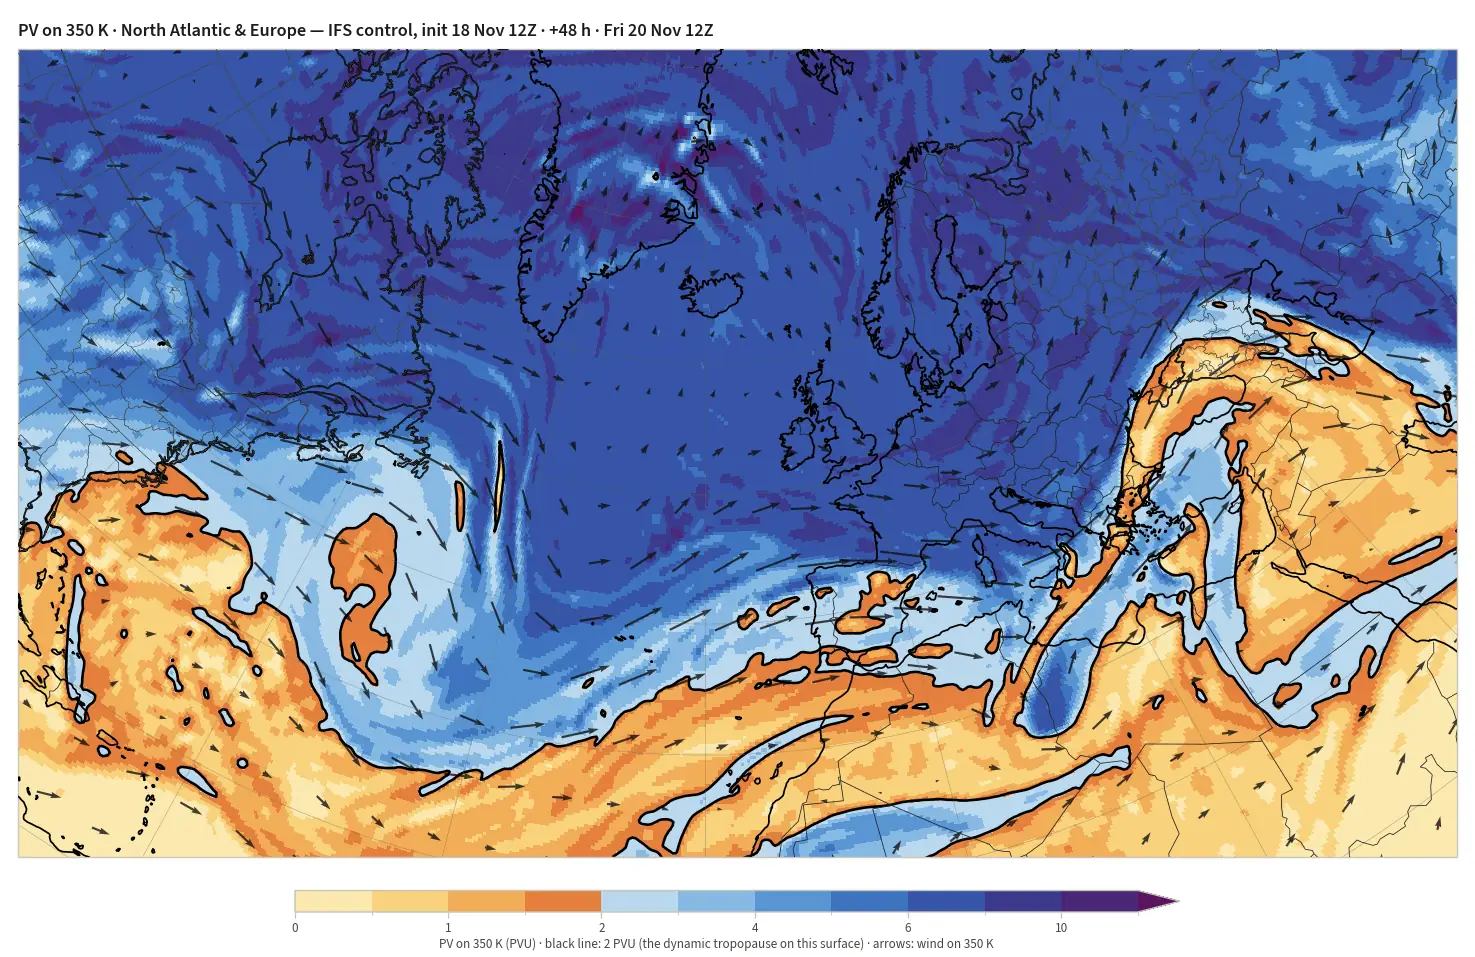 PV on 350 K · North Atlantic & Europe — IFS control, init 18 Nov 12Z · +48 h · Fri 20 Nov 12Z
0 1 2 4 6 10
PV on 350 K (PVU) · black line: 2 PVU (the dynamic tropopause on this surface) · arrows: wind on 350 K